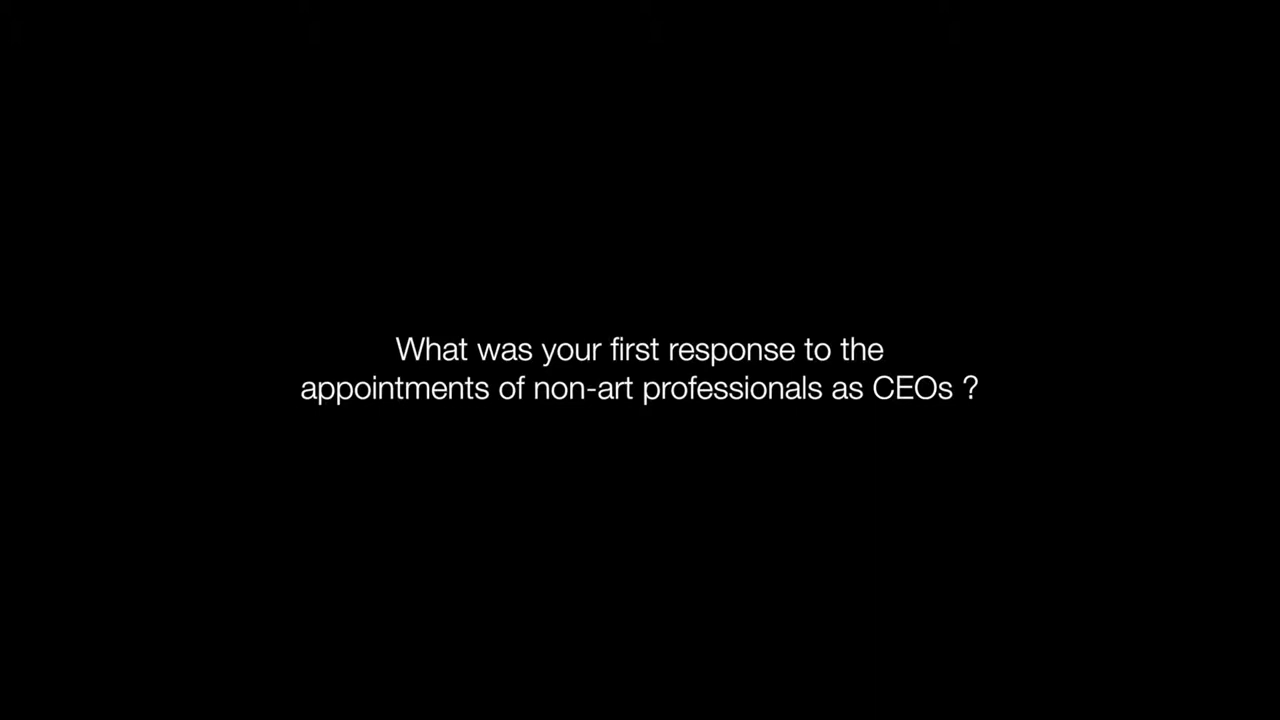 What was your first response to the
appointments of non-art professionals as CEOs ?